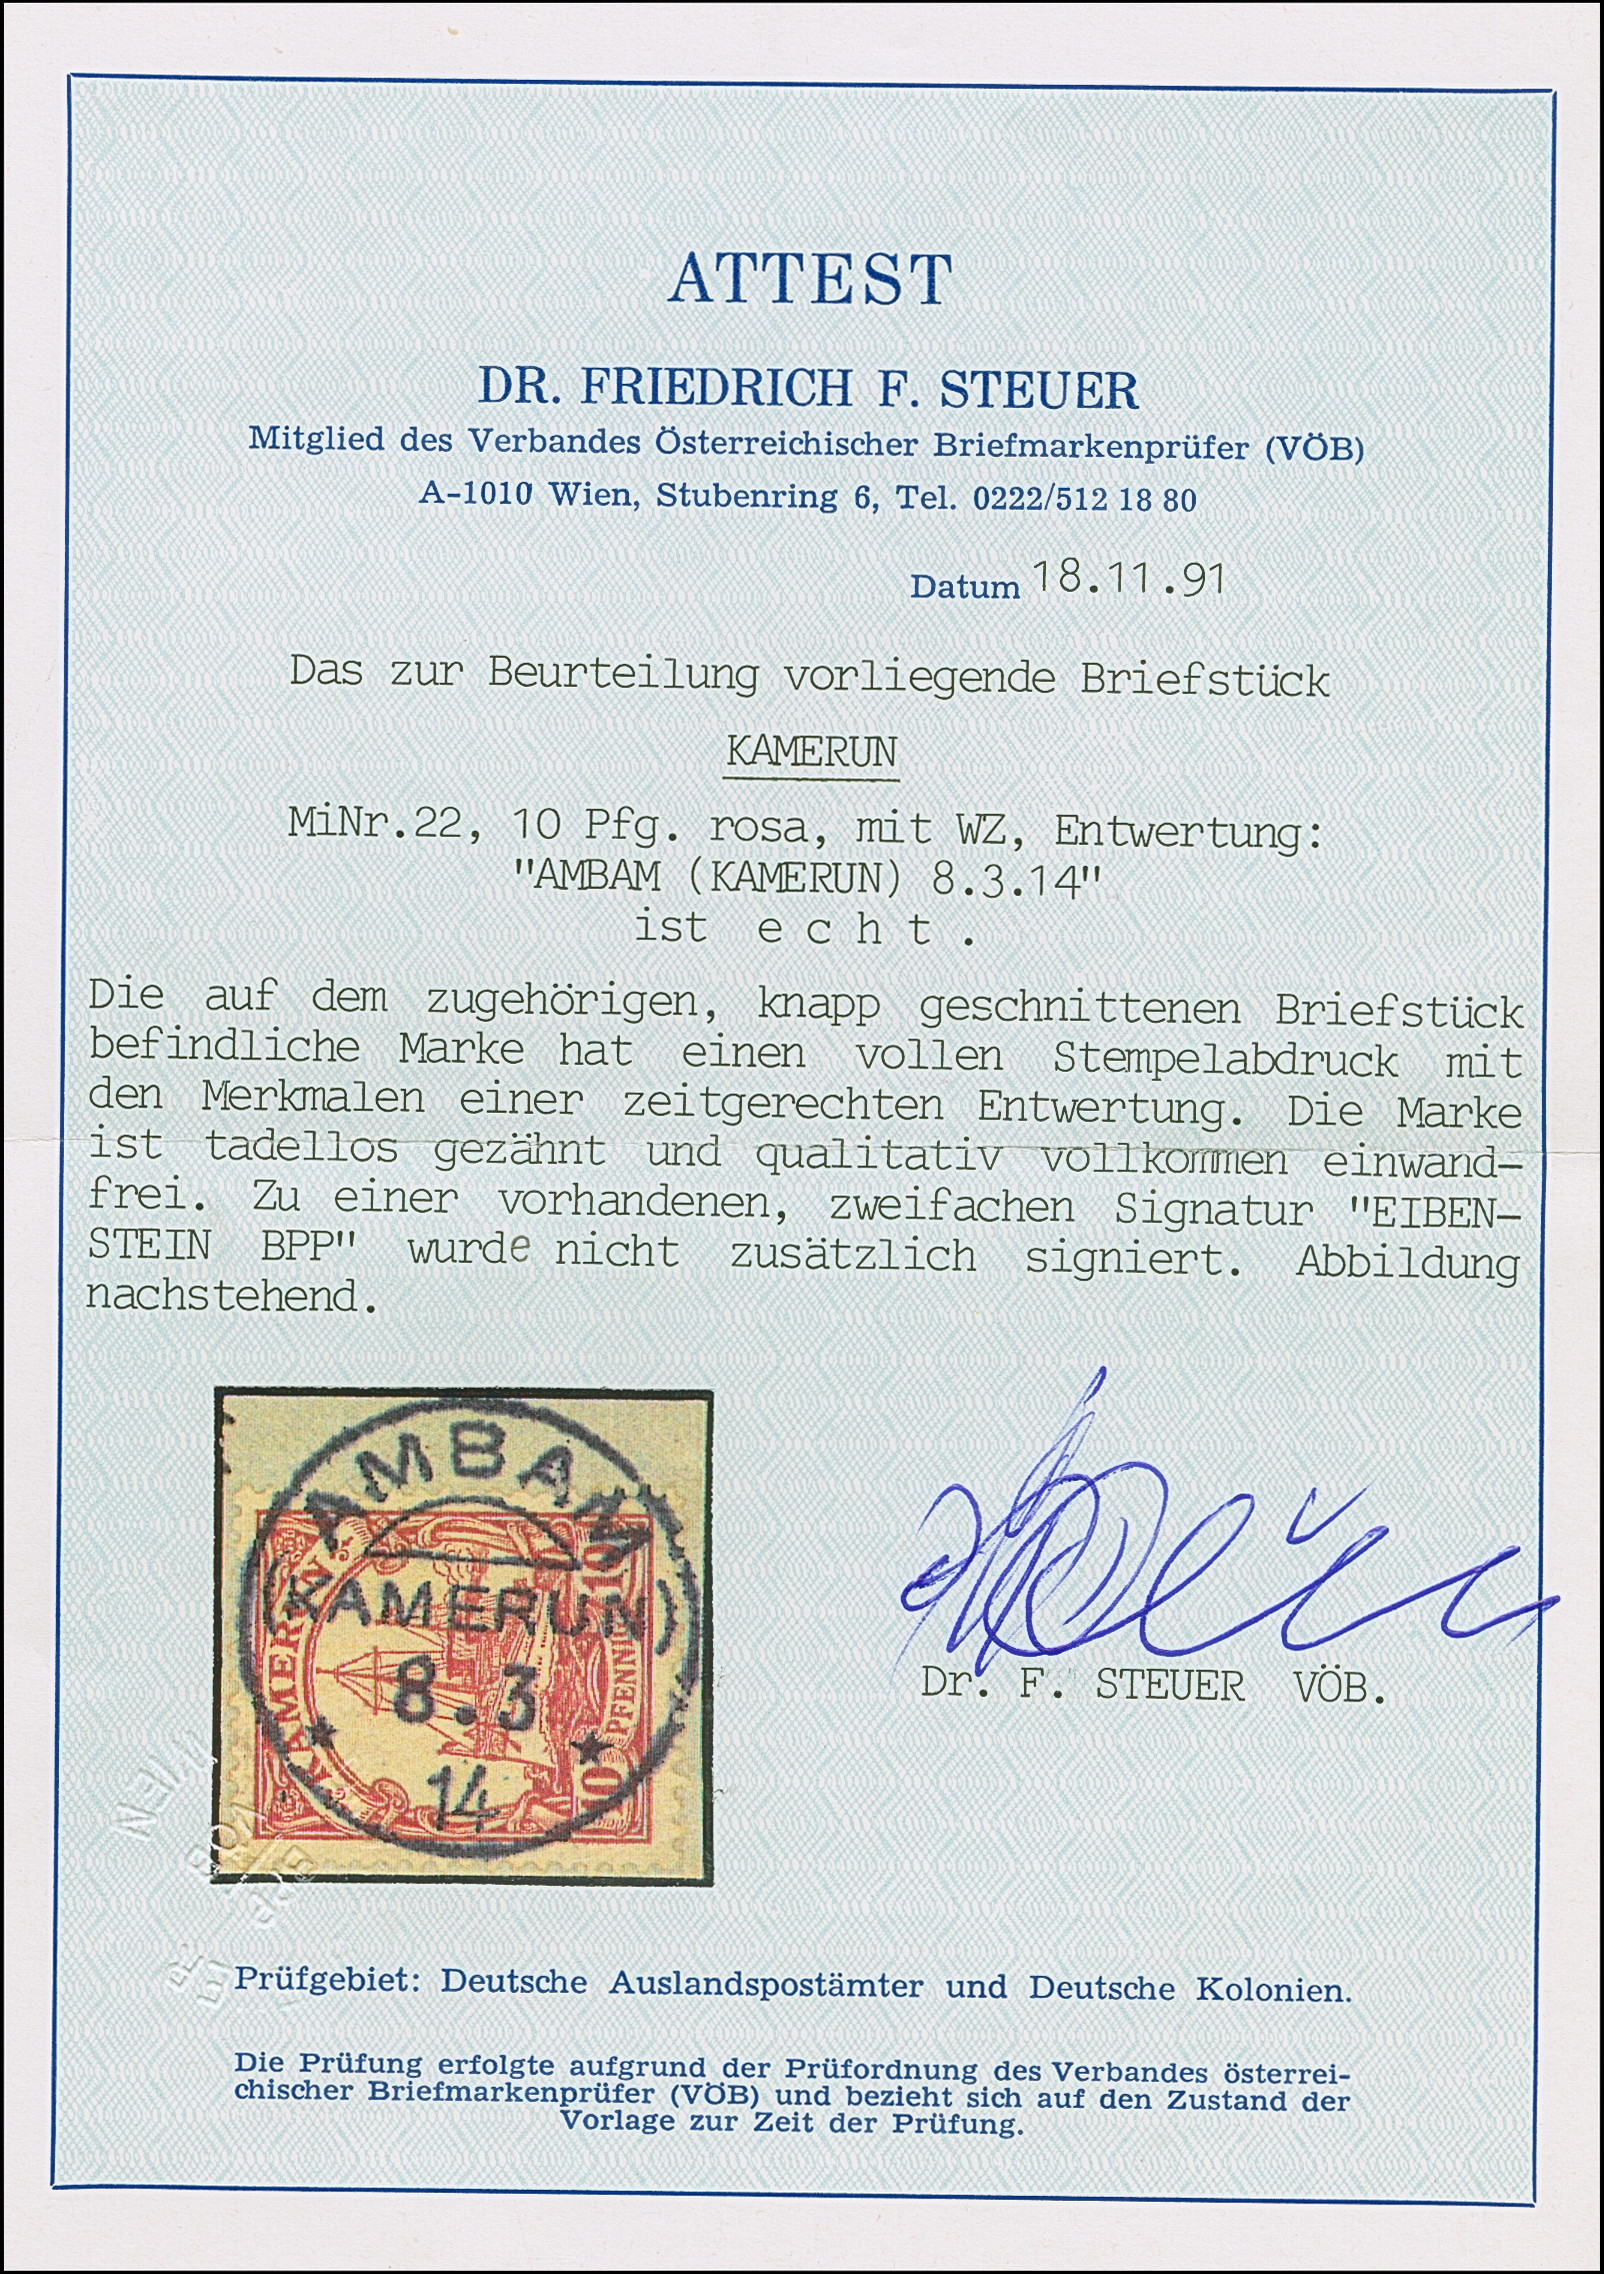 ATTEST
DR. FRIEDRICH F. STEUER
Mitglied des Verbandes Österreichischer Briefmarkenprüfer (VÖB)
A-1010 Wien, Stubenring 6, Tel. 0222/512 18 80
Datum 18.11.91
Das zur Beurteilung vorliegende Briefstück
KAMERUN
MiNr.22, 10 Pfg. rosa, mit WZ, Entwertung:
"AMBAM (KAMERUN) 8.3.14"
ist e c h t .
Die auf dem zugehörigen, knapp geschnittenen Briefstück
befindliche Marke hat einen vollen Stempelabdruck mit
den Merkmalen einer zeitgerechten Entwertung. Die Marke
ist tadellos gezähnt und qualitativ vollkommen einwand-
frei. Zu einer vorhandenen, zweifachen Signatur "EIBEN-
STEIN BPP" wurde nicht zusätzlich signiert. Abbildung
nachstehend.
AMBAM
(KAMERUN)
8.3
14
KAMERUN
10 PFENNIG 10
Dr. F. STEUER VÖB.
WIEN
Prüfgebiet: Deutsche Auslandspostämter und Deutsche Kolonien.
Die Prüfung erfolgte aufgrund der Prüfordnung des Verbandes österrei-
chischer Briefmarkenprüfer (VÖB) und bezieht sich auf den Zustand der
Vorlage zur Zeit der Prüfung.